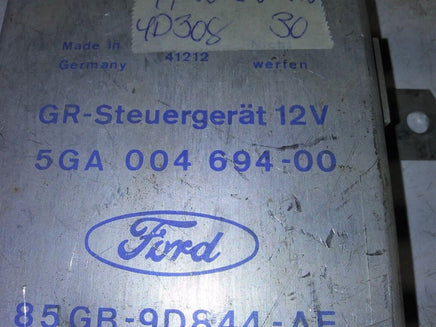 4D308 30
Made in 41212 werfen
Germany
GR-Steuergerät 12V
5GA 004 694-00
Ford
85GB-9D844-AE